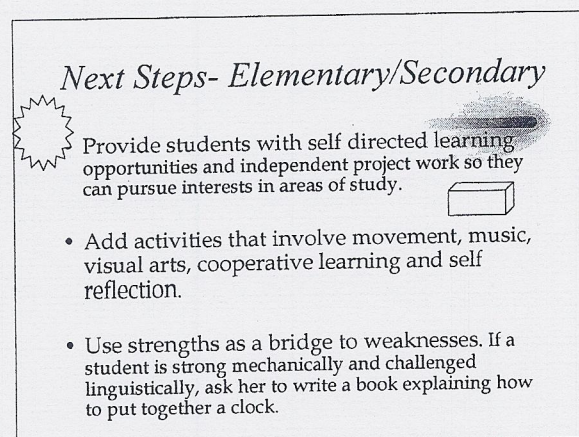 Next Steps- Elementary/Secondary
Provide students with self directed learning
opportunities and independent project work so they
can pursue interests in areas of study.
• Add activities that involve movement, music,
visual arts, cooperative learning and self
reflection.
• Use strengths as a bridge to weaknesses. If a
student is strong mechanically and challenged
linguistically, ask her to write a book explaining how
to put together a clock.